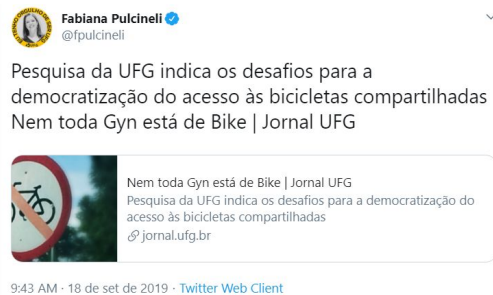 Fabiana Pulcineli
@fpulcineli
Pesquisa da UFG indica os desafios para a
democratização do acesso às bicicletas compartilhadas
Nem toda Gyn está de Bike | Jornal UFG
Nem toda Gyn está de Bike | Jornal UFG
Pesquisa da UFG indica os desafios para a democratização do
acesso às bicicletas compartilhadas
jornal.ufg.br
9:43 AM · 18 de set de 2019 · Twitter Web Client